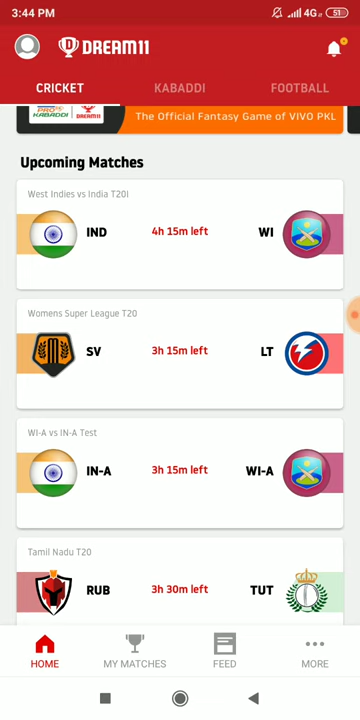 3:44 PM 4G 51
DREAM11
CRICKET KABADDI FOOTBALL
PRO
KABADDI DREAM11 The Official Fantasy Game of VIVO PKL
Upcoming Matches
West Indies vs India T20I
IND 4h 15m left WI
Womens Super League T20
SV 3h 15m left LT
WI-A vs IN-A Test
IN-A 3h 15m left WI-A
Tamil Nadu T20
RUB 3h 30m left TUT
HOME MY MATCHES FEED MORE